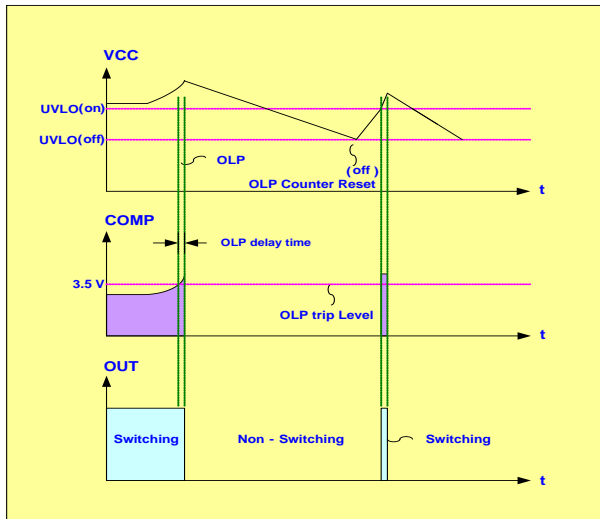 VCC
UVLO(on)
UVLO(off)
OLP
(off)
OLP Counter Reset
t
COMP
OLP delay time
3.5 V
OLP trip Level
t
OUT
Switching
Non - Switching
Switching
t